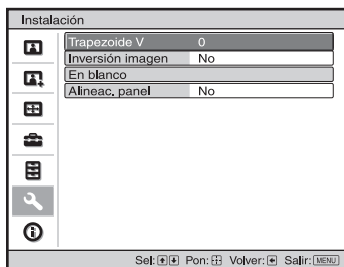 Instalación
Trapezoide V 0
Inversión imagen No
En blanco
Alineac. panel No
Sel: Pon: Volver: Salir: MENU